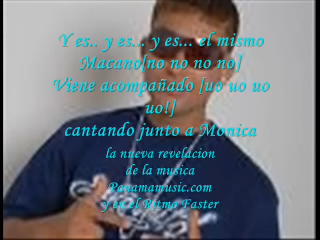 Y es.. y es... y es... el mismo
Macano[no no no no]
Viene acompañado [uo uo uo
uo!]
cantando junto a Monica
la nueva revelacion
de la musica
Panamamusic.com
y en el Ritmo Faster